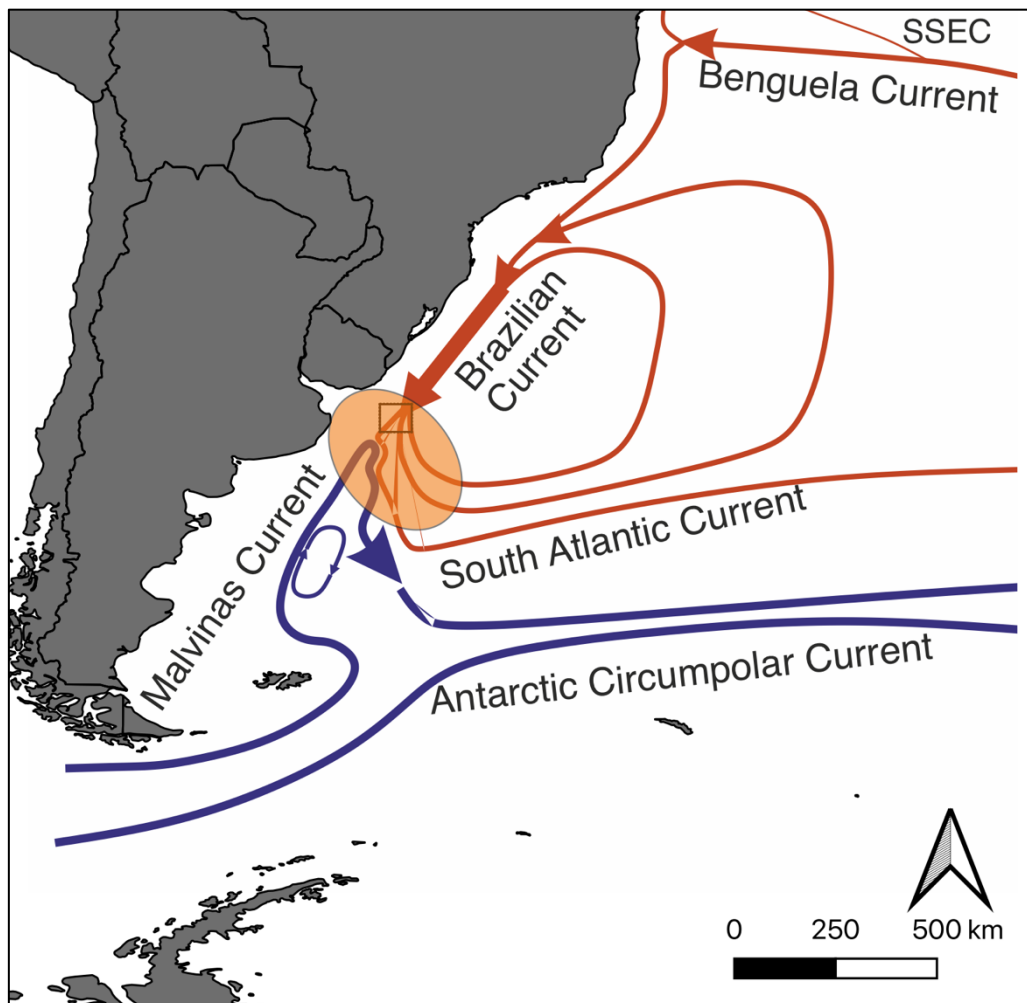 SSEC
Benguela Current
Brazilian
Current
Malvinas Current
South Atlantic Current
Antarctic Circumpolar Current
0 250 500 km